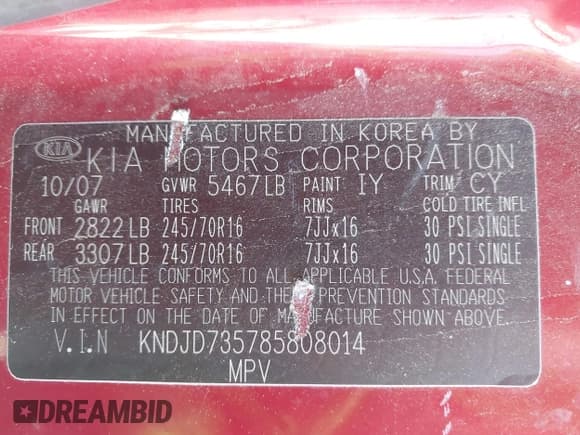 MANUFACTURED IN KOREA BY
KIA KIA MOTORS CORPORATION
10/07 GVWR 5467LB PAINT IY TRIM CY
GAWR TIRES RIMS COLD TIRE INFL
FRONT 2822LB 245/70R16 7JJx16 30 PSI SINGLE
REAR 3307LB 245/70R16 7JJx16 30 PSI SINGLE
THIS VEHICLE CONFORMS TO ALL APPLICABLE U.S.A. FEDERAL
MOTOR VEHICLE SAFETY AND THEFT PREVENTION STANDARDS
IN EFFECT ON THE DATE OF MANUFACTURE SHOWN ABOVE.
V.I.N KNDJD735785808014
MPV
DREAMBID